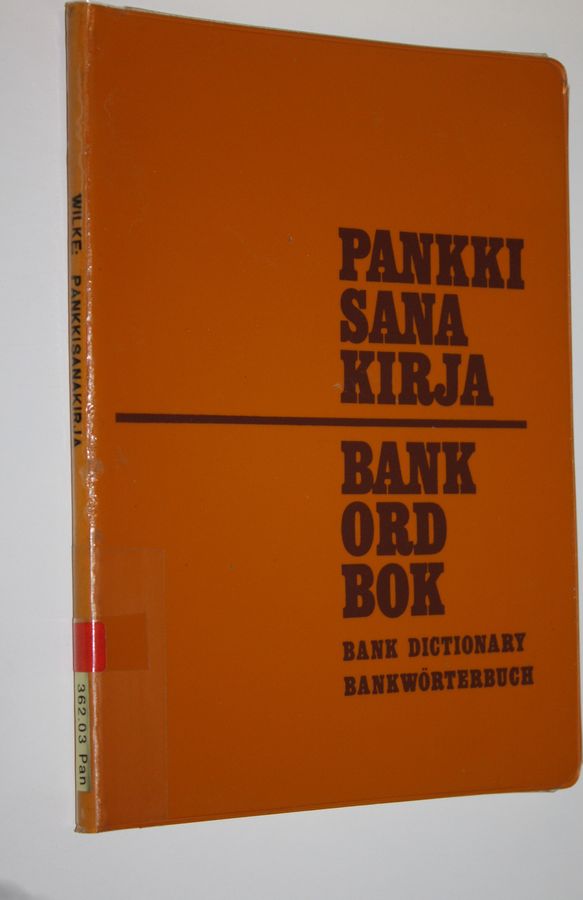 PANKKI
SANA
KIRJA
BANK
ORD
BOK
BANK DICTIONARY
BANKWÖRTERBUCH
WILKE: PANKKISANAKIRJA
362.03 Pan